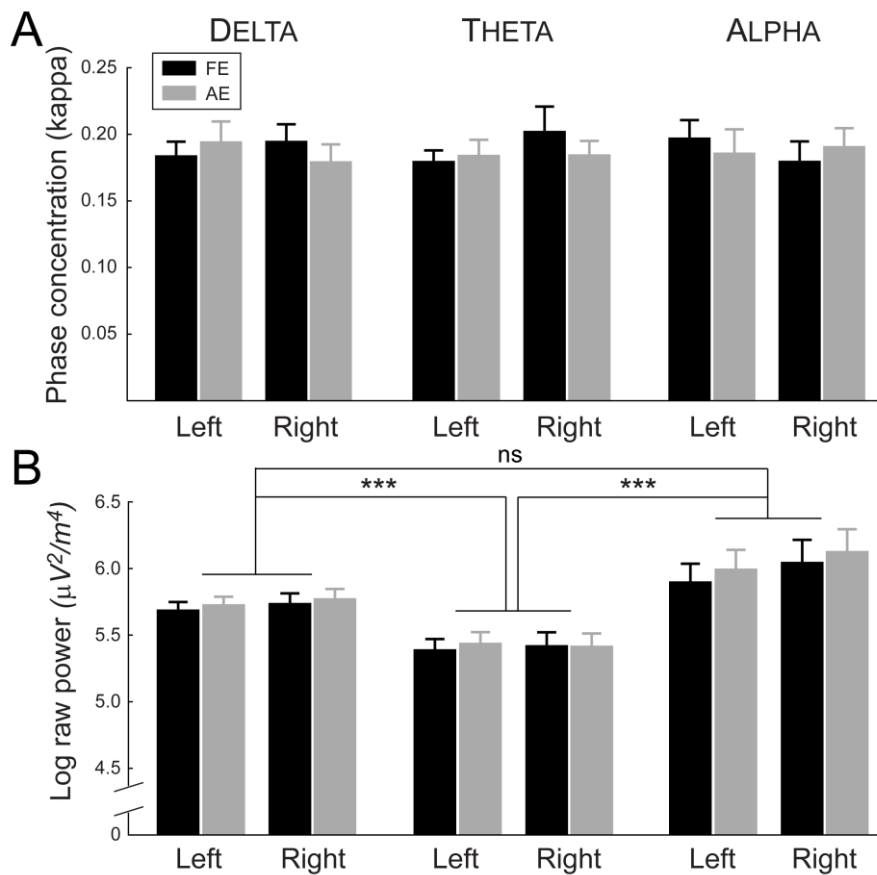 A
DELTA THETA ALPHA
Phase concentration (kappa)
0.25
0.20
0.15
0.10
0.05
FE
AE
Left Right Left Right Left Right
B
ns
*** ***
Log raw power (μV²/m⁴)
6.5
6.0
5.5
5.0
4.5
0
Left Right Left Right Left Right